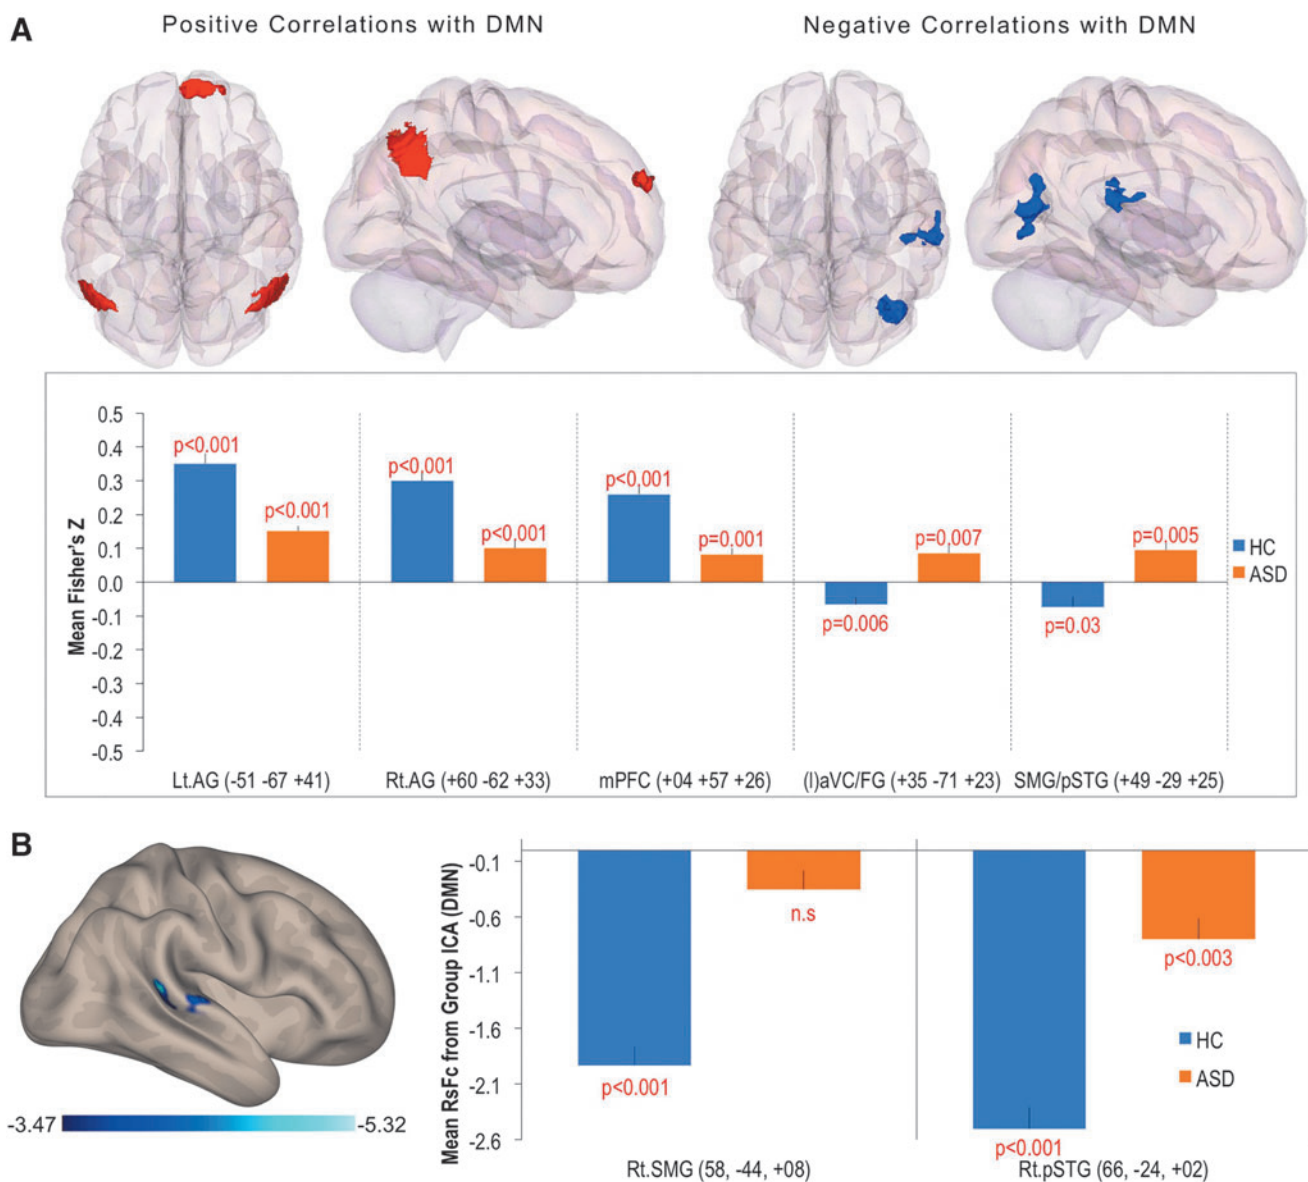 A
Positive Correlations with DMN
Negative Correlations with DMN
Mean Fisher's Z
0.5
0.4
0.3
0.2
0.1
0.0
-0.1
-0.2
-0.3
-0.4
-0.5
p<0.001
p<0.001
p<0.001
p<0.001
p<0.001
p=0.001
p=0.006
p=0.007
p=0.03
p=0.005
HC
ASD
Lt.AG (-51 -67 +41)
Rt.AG (+60 -62 +33)
mPFC (+04 +57 +26)
(l)aVC/FG (+35 -71 +23)
SMG/pSTG (+49 -29 +25)
B
-3.47
-5.32
Mean RsFc from Group ICA (DMN)
-0.1
-0.6
-1.1
-1.6
-2.1
-2.6
p<0.001
n.s
p<0.001
p<0.003
HC
ASD
Rt.SMG (58, -44, +08)
Rt.pSTG (66, -24, +02)